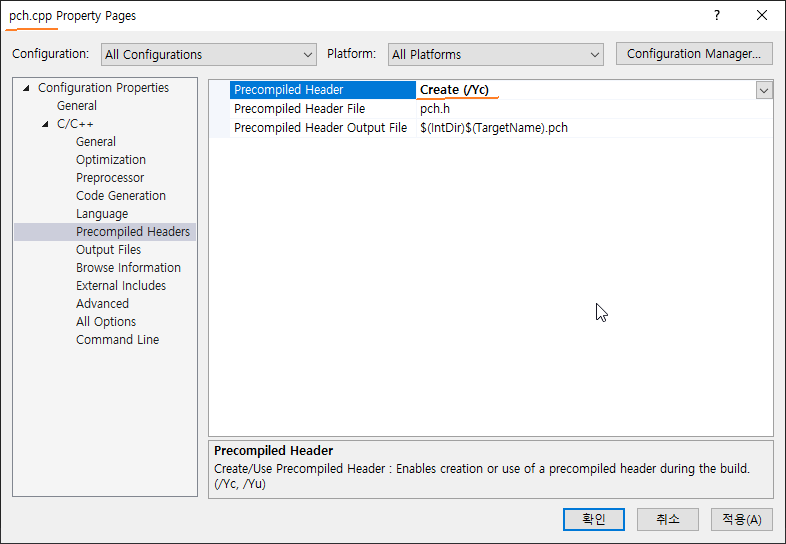 pch.cpp Property Pages
?
Configuration: All Configurations Platform: All Platforms Configuration Manager...
Configuration Properties
General
C/C++
General
Optimization
Preprocessor
Code Generation
Language
Precompiled Headers
Output Files
Browse Information
External Includes
Advanced
All Options
Command Line
Precompiled Header Create (/Yc)
Precompiled Header File pch.h
Precompiled Header Output File $(IntDir)$(TargetName).pch
Precompiled Header
Create/Use Precompiled Header : Enables creation or use of a precompiled header during the build.
(/Yc, /Yu)
확인 취소 적용(A)